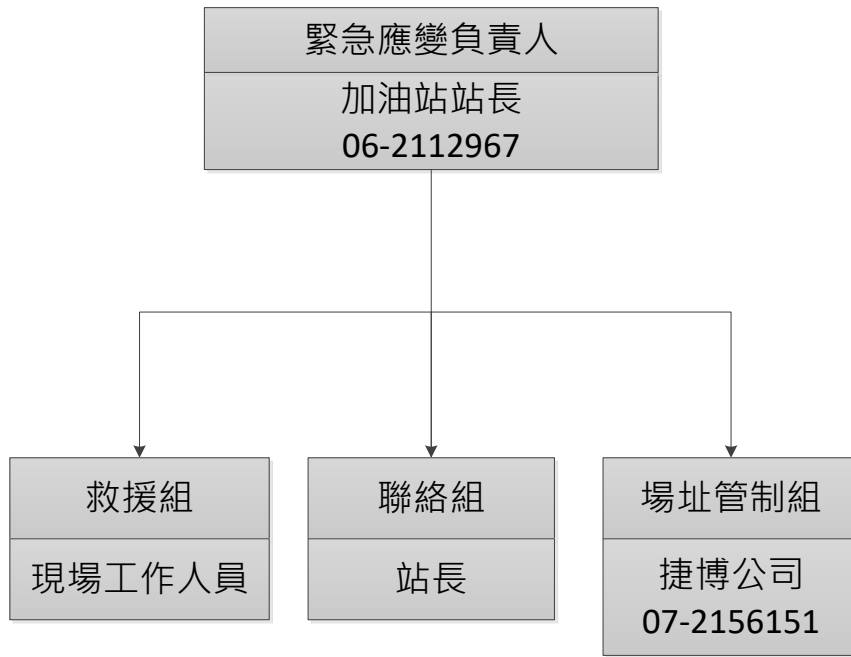 緊急應變負責人
加油站站長
06-2112967
救援組
現場工作人員
聯絡組
站長
場址管制組
捷博公司
07-2156151